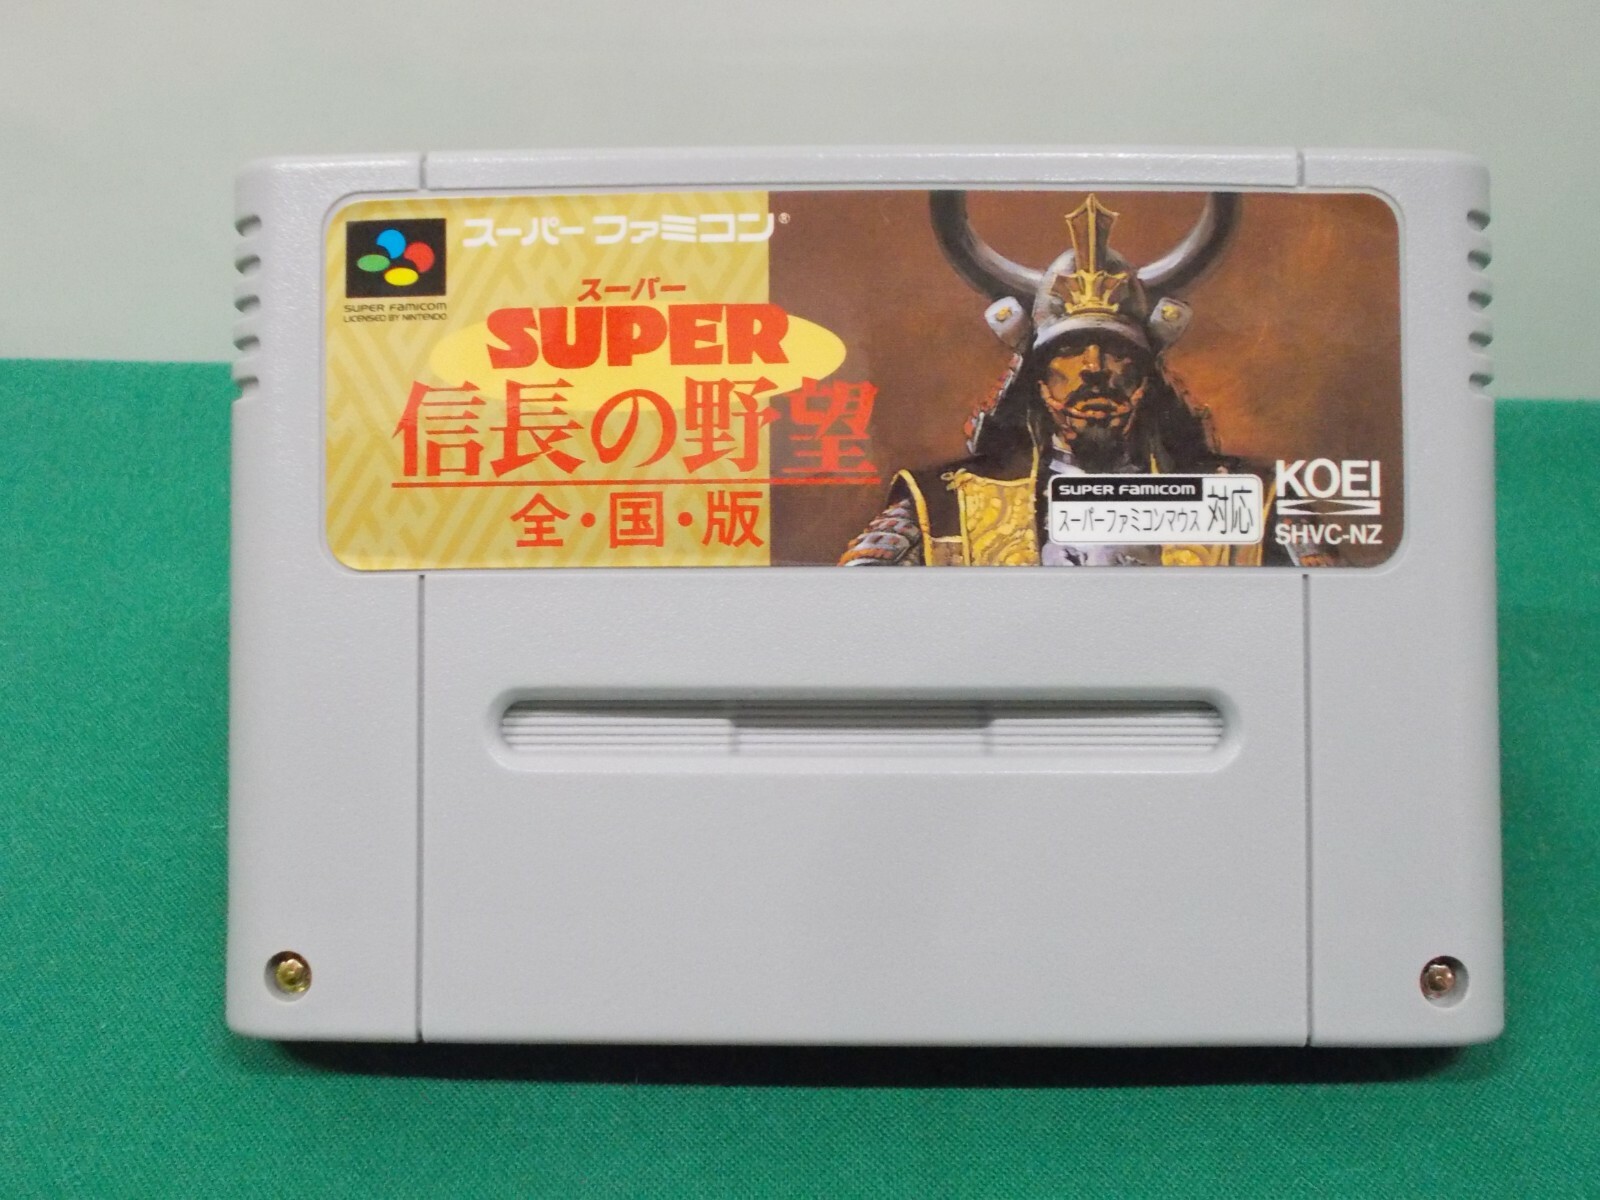 スーパーファミコン®
SUPER FAMICOM
LICENSED BY NINTENDO
スーパー
SUPER
信長の野望
全・国・版
SUPER FAMICOM
スーパーファミコンマウス 対応
KOEI
SHVC-NZ